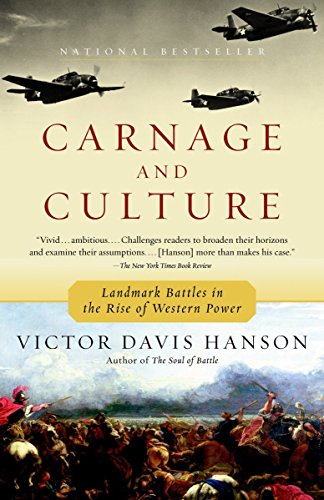 NATIONAL BESTSELLER
CARNAGE
AND
CULTURE
"Vivid...ambitious....Challenges readers to broaden their horizons
and examine their assumptions....[Hanson] more than makes his case."
—The New York Times Book Review
Landmark Battles in
the Rise of Western Power
VICTOR DAVIS HANSON
Author of The Soul of Battle